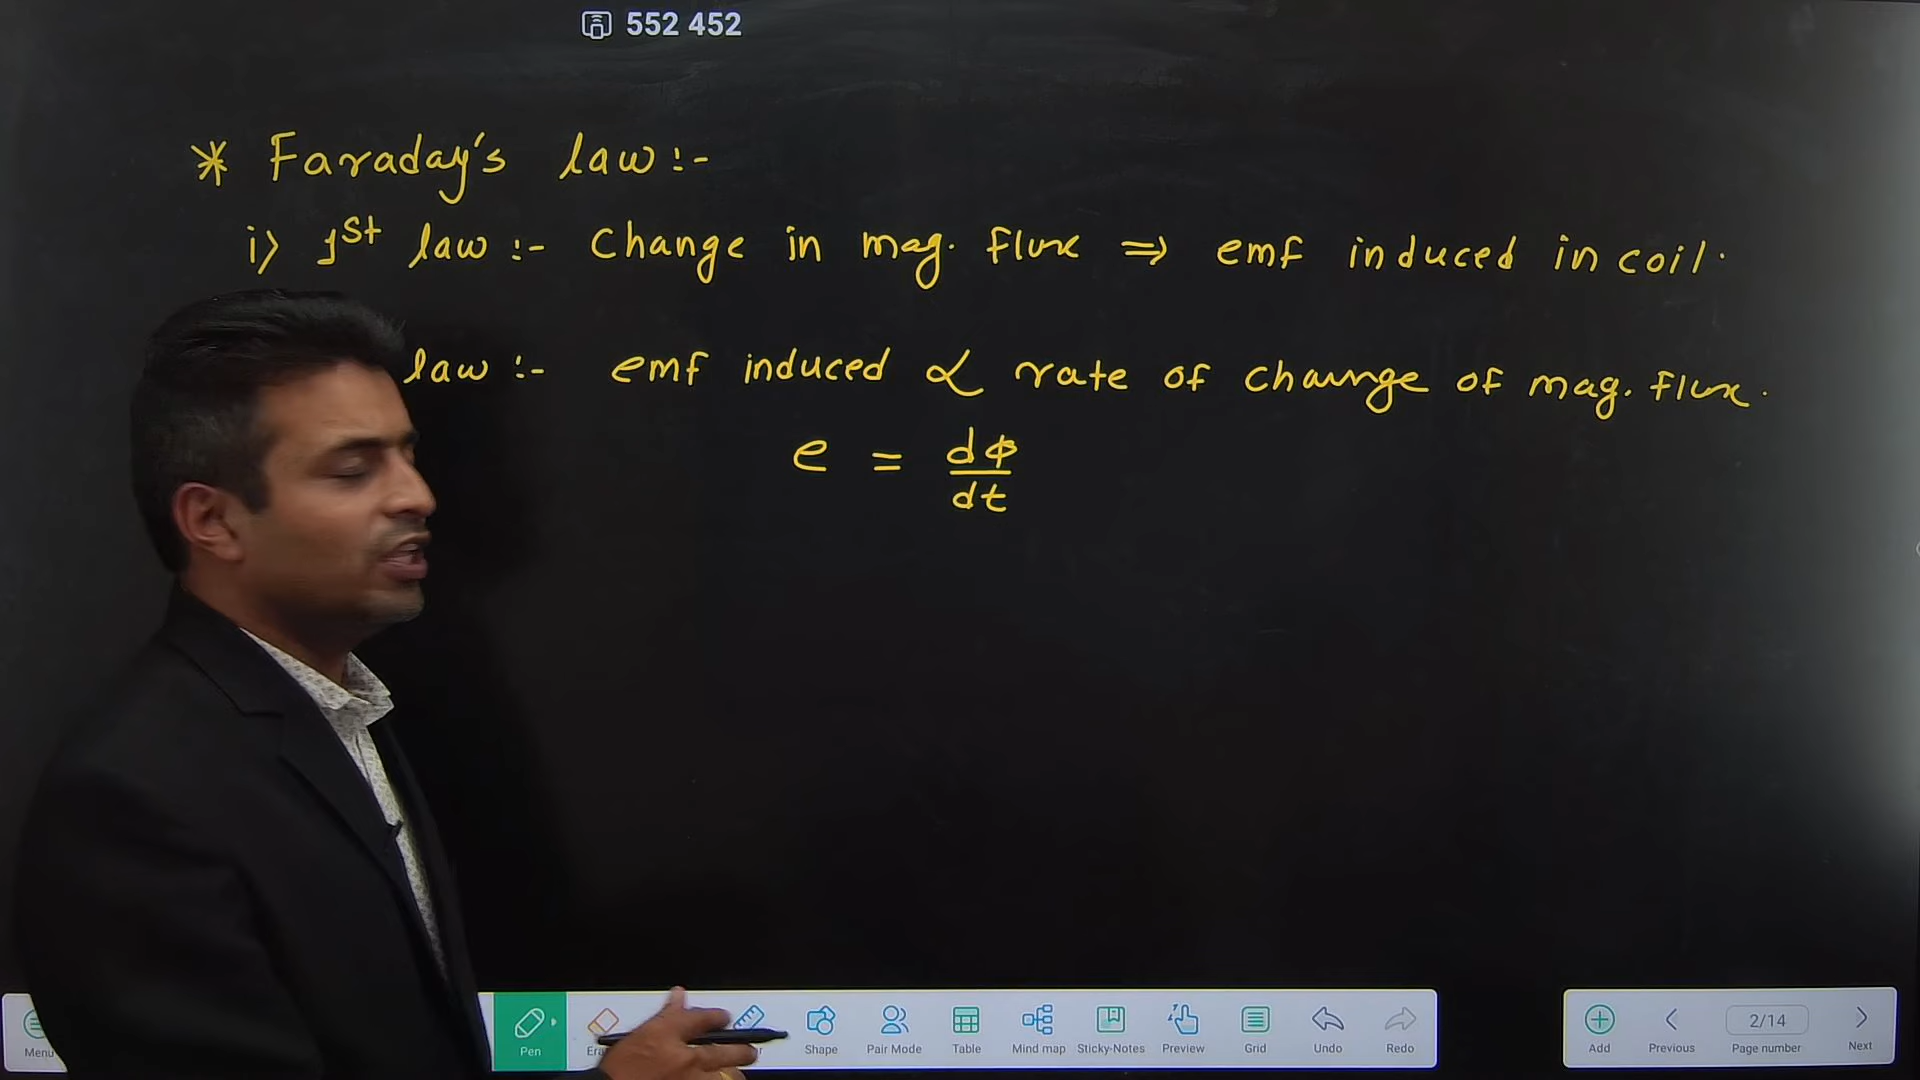 552 452
* Faraday's law :-
i) 1st law :- Change in mag. flux ⇒ emf induced in coil.
law :- emf induced ∝ rate of change of mag. flux.
e = dφ/dt
Menu Pen Shape Pair Mode Table Mind map Sticky-Notes Preview Grid Undo Redo Add Previous 2/14 Page number Next